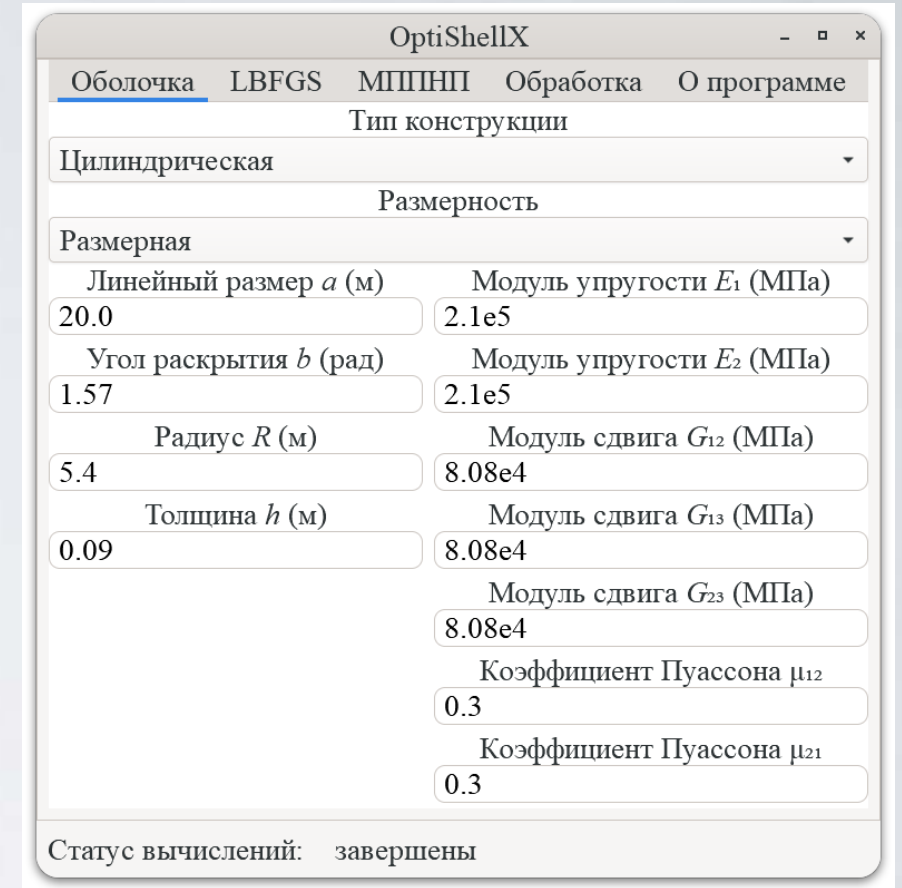 OptiShellX
Оболочка LBFGS МППНП Обработка О программе
Тип конструкции
Цилиндрическая
Размерность
Размерная
Линейный размер a (м) Модуль упругости E₁ (МПа)
20.0 2.1e5
Угол раскрытия b (рад) Модуль упругости E₂ (МПа)
1.57 2.1e5
Радиус R (м) Модуль сдвига G₁₂ (МПа)
5.4 8.08e4
Толщина h (м) Модуль сдвига G₁₃ (МПа)
0.09 8.08e4
Модуль сдвига G₂₃ (МПа)
8.08e4
Коэффициент Пуассона μ₁₂
0.3
Коэффициент Пуассона μ₂₁
0.3
Статус вычислений: завершены